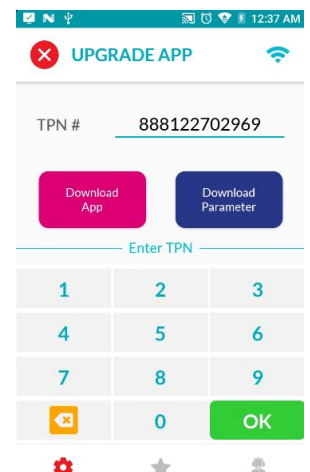 12:37 AM
UPGRADE APP
TPN # 888122702969
Download
App
Download
Parameter
Enter TPN
1 2 3
4 5 6
7 8 9
0 OK